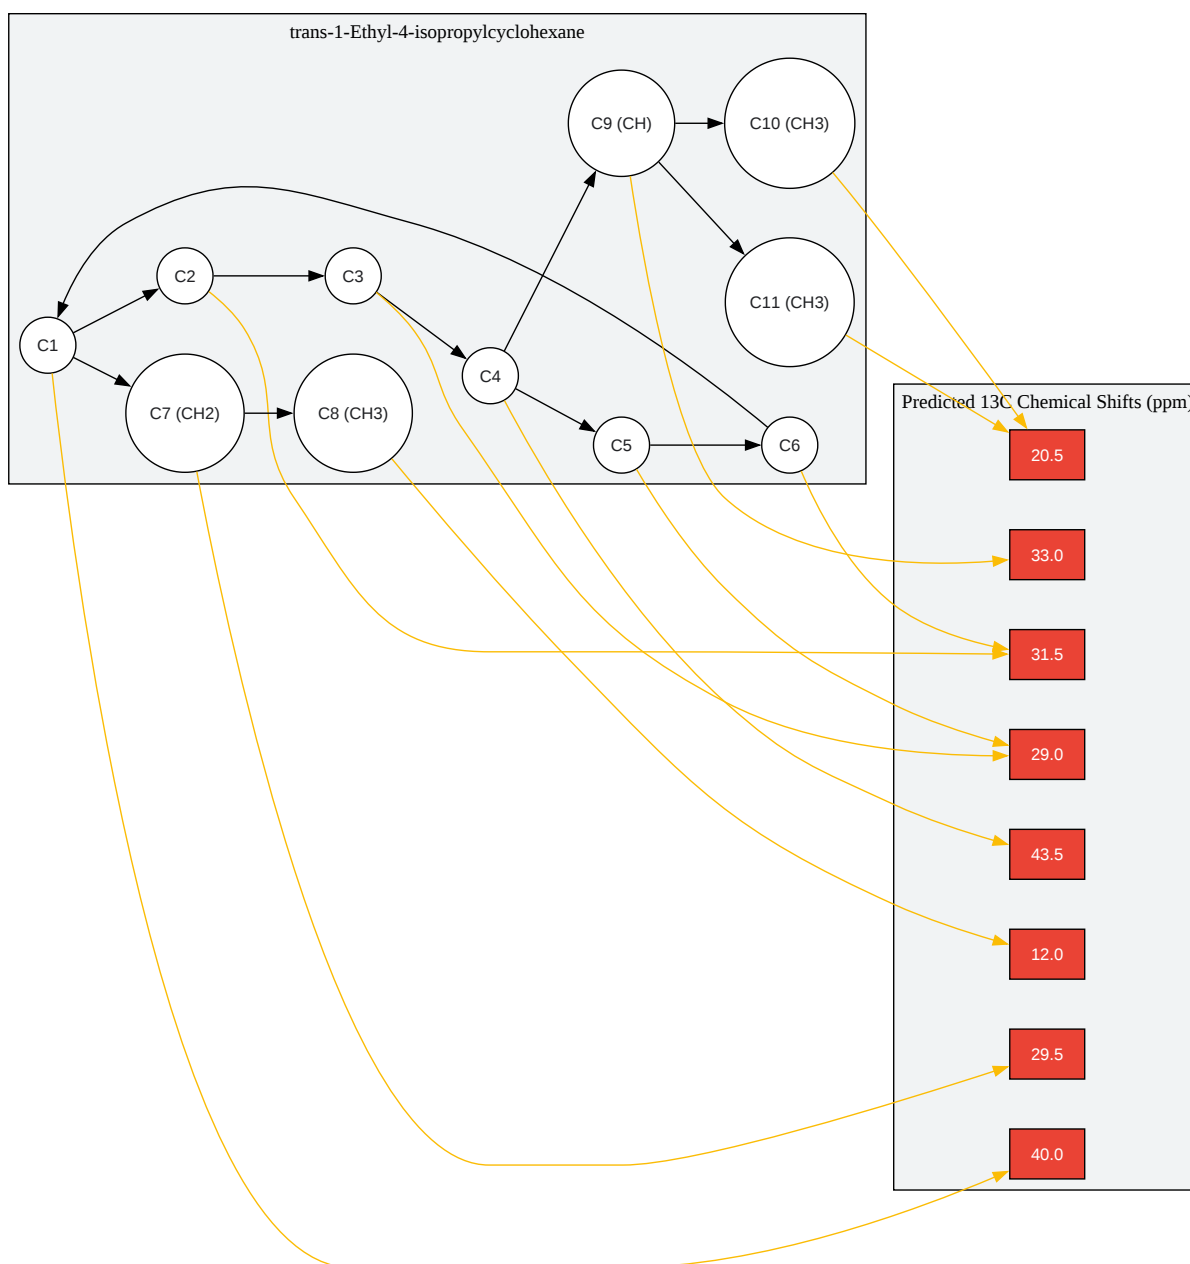 trans-1-Ethyl-4-isopropylcyclohexane
C9 (CH)
C10 (CH3)
C2
C3
C11 (CH3)
C1
C4
C7 (CH2)
C8 (CH3)
C5
C6
Predicted 13C Chemical Shifts (ppm)
20.5
33.0
31.5
29.0
43.5
12.0
29.5
40.0